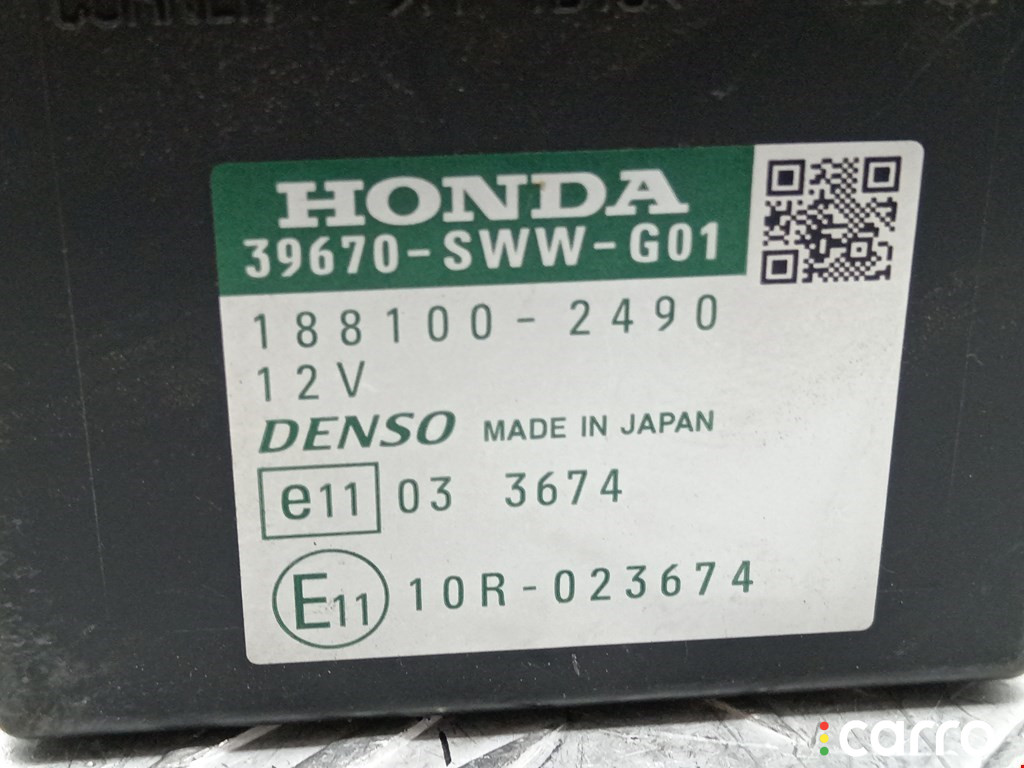 HONDA
39670-SWW-G01
188100-2490
12V
DENSO MADE IN JAPAN
e11 03 3674
E11 10R-023674
carro